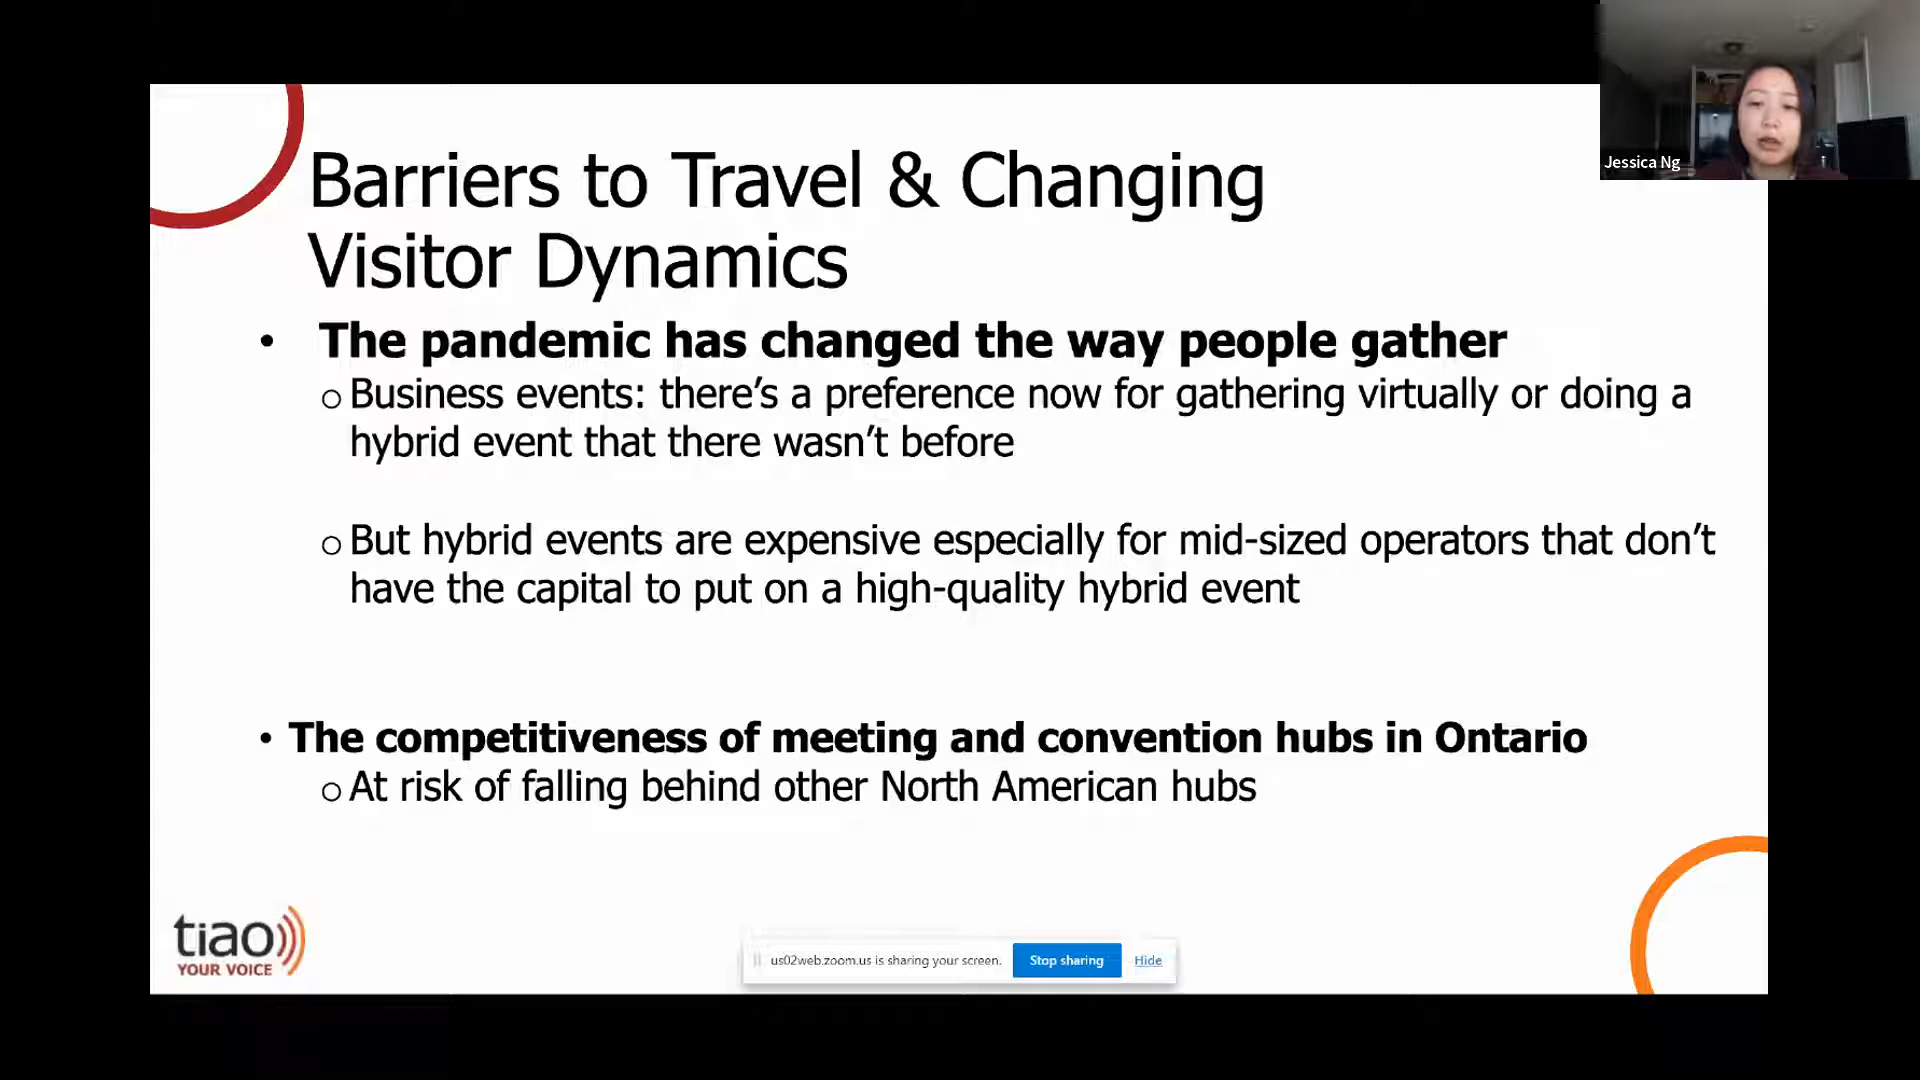 Jessica Ng
Barriers to Travel & Changing
Visitor Dynamics
• The pandemic has changed the way people gather
o Business events: there’s a preference now for gathering virtually or doing a
hybrid event that there wasn’t before
o But hybrid events are expensive especially for mid-sized operators that don’t
have the capital to put on a high-quality hybrid event
• The competitiveness of meeting and convention hubs in Ontario
o At risk of falling behind other North American hubs
tiao
YOUR VOICE
us02web.zoom.us is sharing your screen. Stop sharing Hide